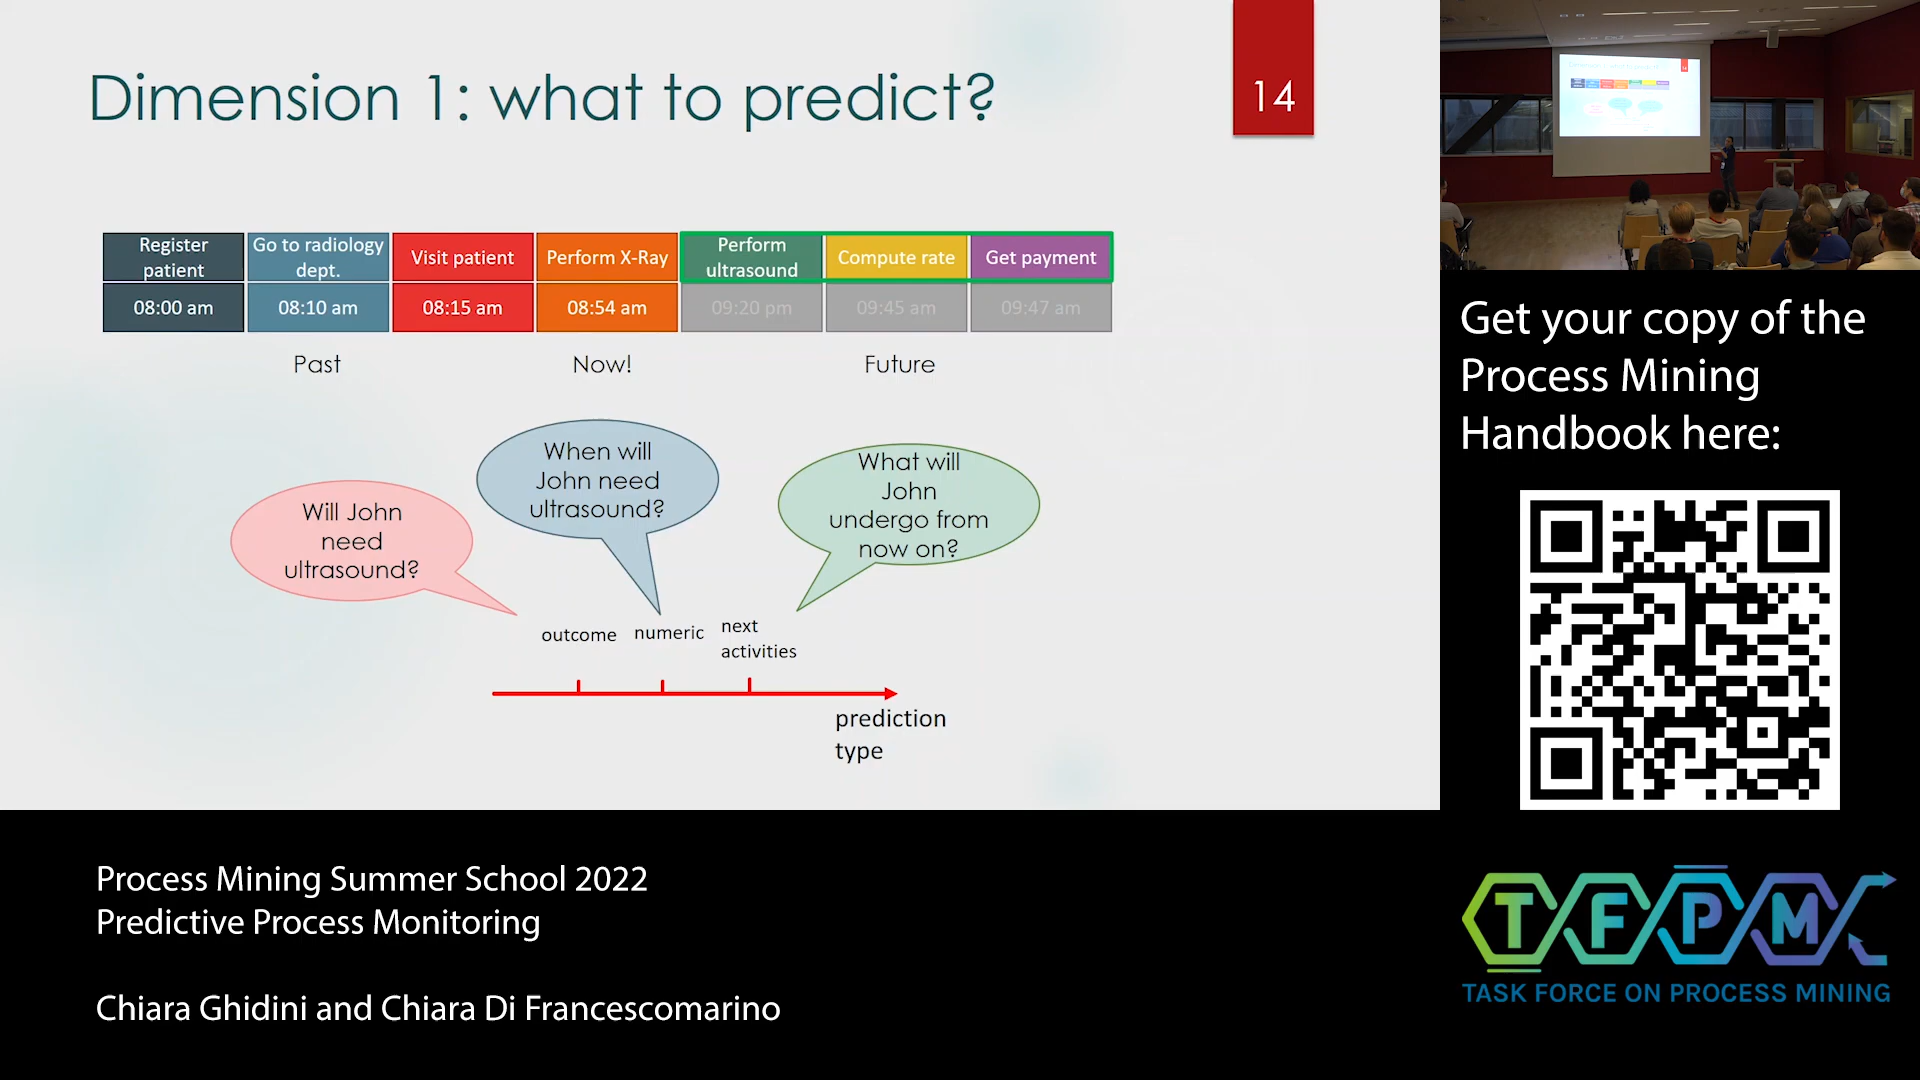 Dimension 1: what to predict?
14
Register patient
Go to radiology dept.
Visit patient
Perform X-Ray
Perform ultrasound
Compute rate
Get payment
08:00 am
08:10 am
08:15 am
08:54 am
09:20 pm
09:45 am
09:47 am
Past
Now!
Future
Will John
need
ultrasound?
When will
John need
ultrasound?
What will
John
undergo from
now on?
outcome
numeric
next
activities
prediction
type
Get your copy of the
Process Mining
Handbook here:
Process Mining Summer School 2022
Predictive Process Monitoring
Chiara Ghidini and Chiara Di Francescomarino
TFPM
TASK FORCE ON PROCESS MINING